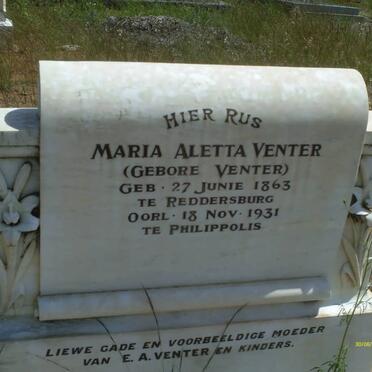 HIER RUS
MARIA ALETTA VENTER
(GEBORE VENTER)
GEB. 27 JUNIE 1863
TE REDDERSBURG
OORL. 18 NOV. 1931
TE PHILIPPOLIS
LIEWE GADE EN VOORBEELDIGE MOEDER
VAN E.A. VENTER EN KINDERS.